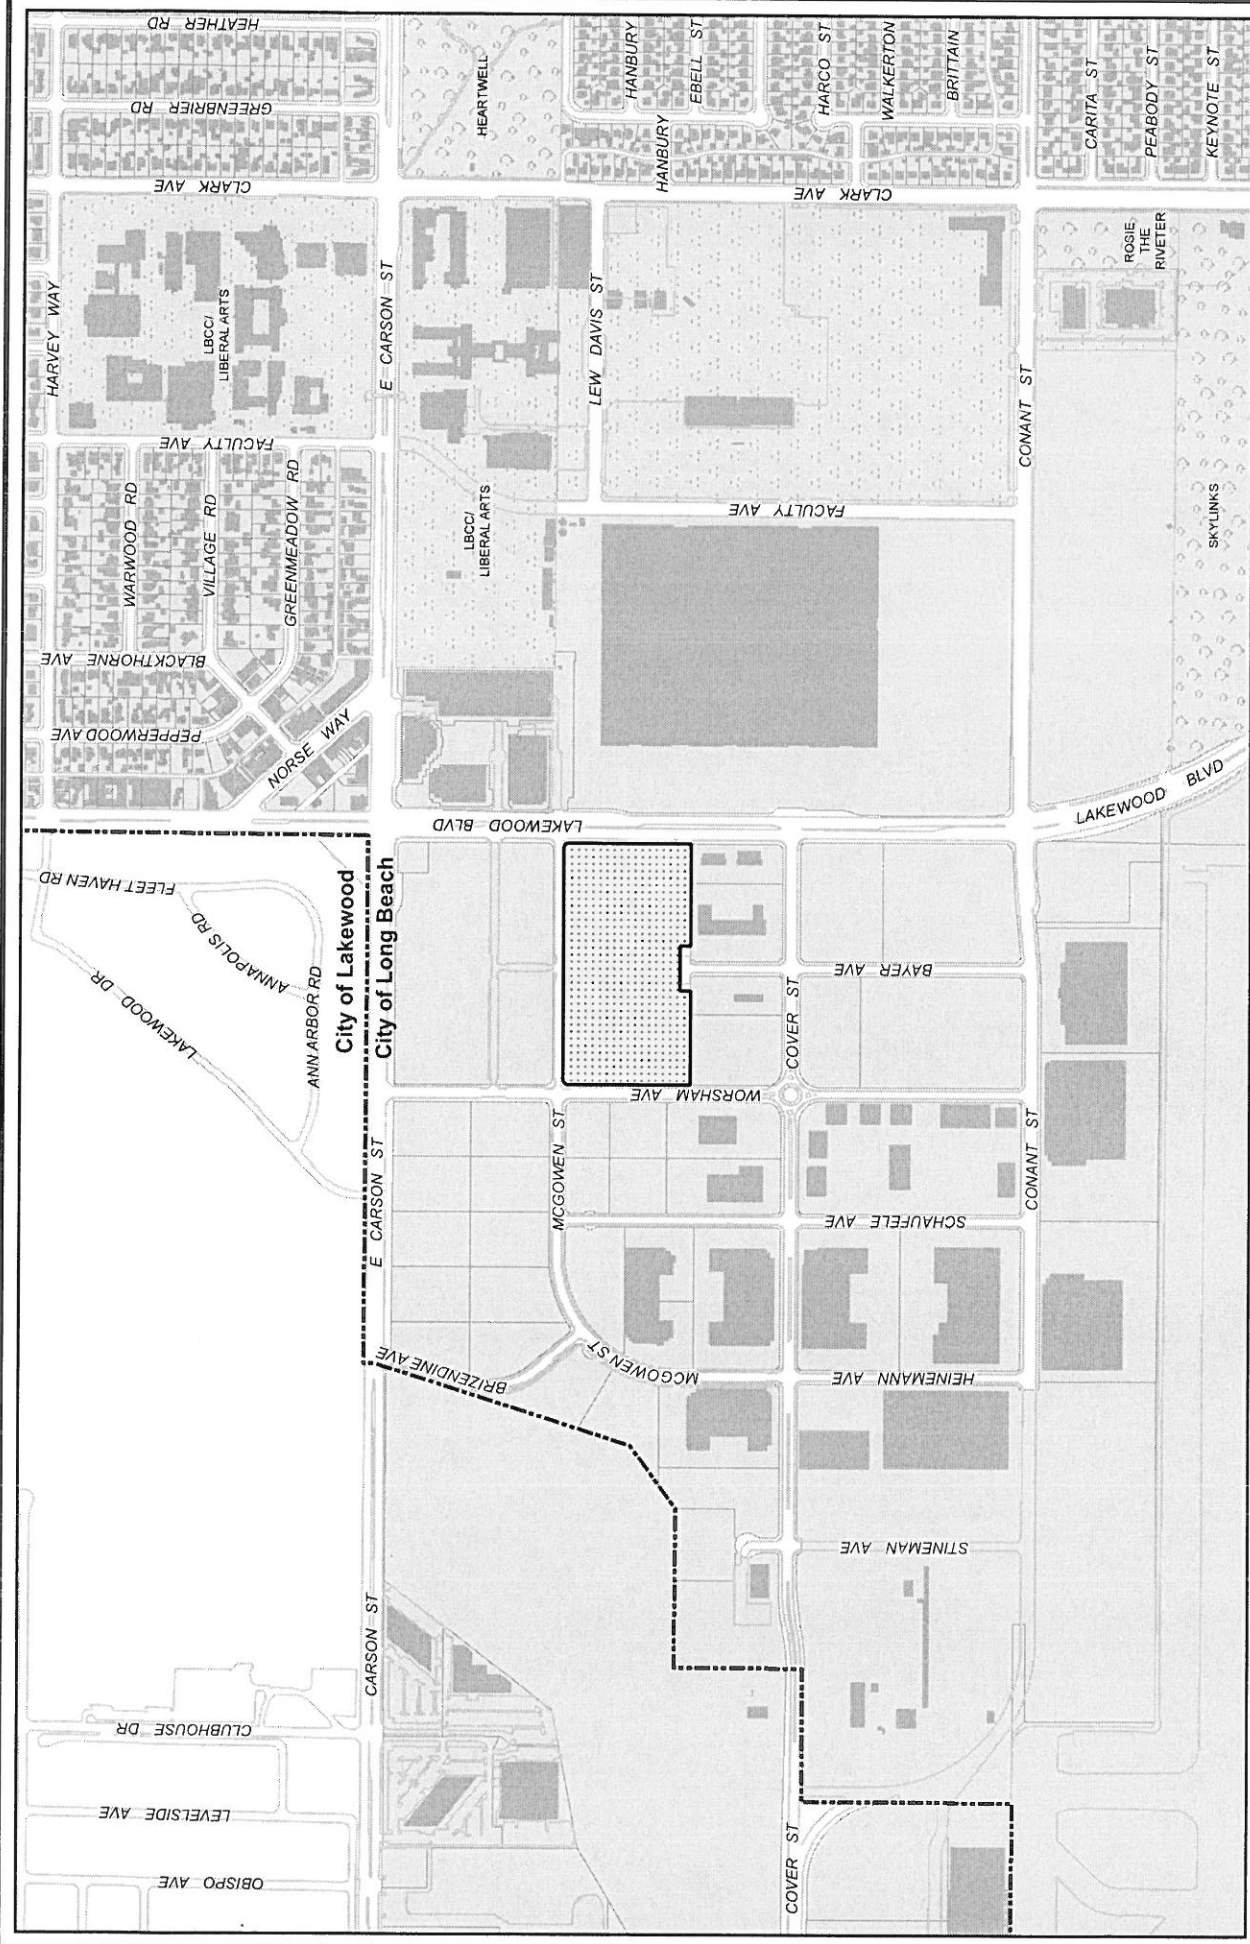 HEATHER RD
GREENBRIER RD
CLARK AVE
HARVEY WAY
LBCC/
LIBERAL ARTS
FACULTY AVE
WARWOOD RD
VILLAGE RD
GREENMEADOW RD
BLACKTHORNE AVE
PEPPERWOOD AVE
NORSE WAY
HEARTWELL
HANBURY
EBELL ST
HARCO ST
WALKERTON
BRITTAIN
CARITA ST
PEABODY ST
KEYNOTE ST
HANBURY
CLARK AVE
E CARSON ST
LEW DAVIS ST
CONANT ST
ROSIE
THE
RIVETER
LBCC/
LIBERAL ARTS
FACULTY AVE
SKYLINKS
LAKEWOOD BLVD
LAKEWOOD BLVD
FLEET HAVEN RD
ANNAPOLIS RD
LAKEWOOD DR
ANN ARBOR RD
City of Lakewood
City of Long Beach
BAYER AVE
COVER ST
WORSHAM AVE
E CARSON ST
MCGOWEN ST
SCHAUFELE AVE
CONANT ST
BRIZENDINE AVE
MCGOWEN ST
HEINEMANN AVE
STINEMAN AVE
CARSON ST
CLUBHOUSE DR
LEVELSIDE AVE
OBISPO AVE
COVER ST